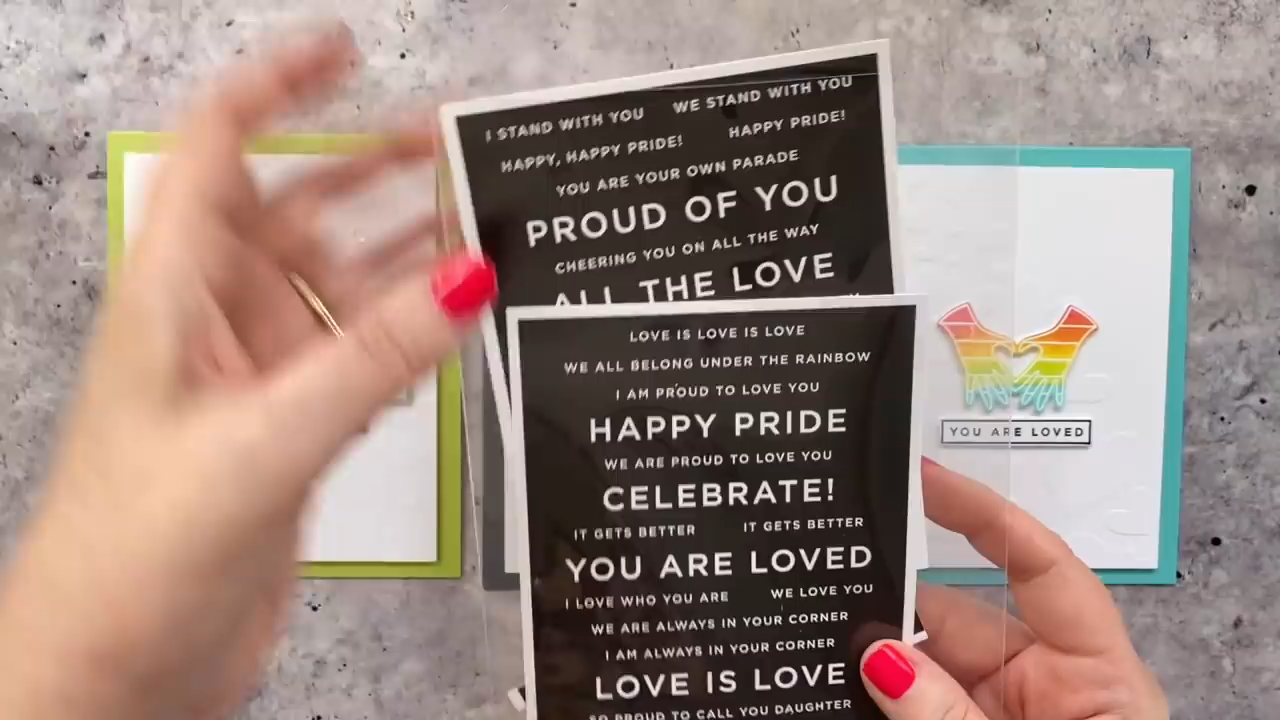 I STAND WITH YOU WE STAND WITH YOU
HAPPY, HAPPY PRIDE! HAPPY PRIDE!
YOU ARE YOUR OWN PARADE
PROUD OF YOU
CHEERING YOU ON ALL THE WAY
ALL THE LOVE
LOVE IS LOVE IS LOVE
WE ALL BELONG UNDER THE RAINBOW
I AM PROUD TO LOVE YOU
HAPPY PRIDE
WE ARE PROUD TO LOVE YOU
CELEBRATE!
IT GETS BETTER IT GETS BETTER
YOU ARE LOVED
I LOVE WHO YOU ARE WE LOVE YOU
WE ARE ALWAYS IN YOUR CORNER
I AM ALWAYS IN YOUR CORNER
LOVE IS LOVE
SO PROUD TO CALL YOU DAUGHTER
YOU ARE LOVED